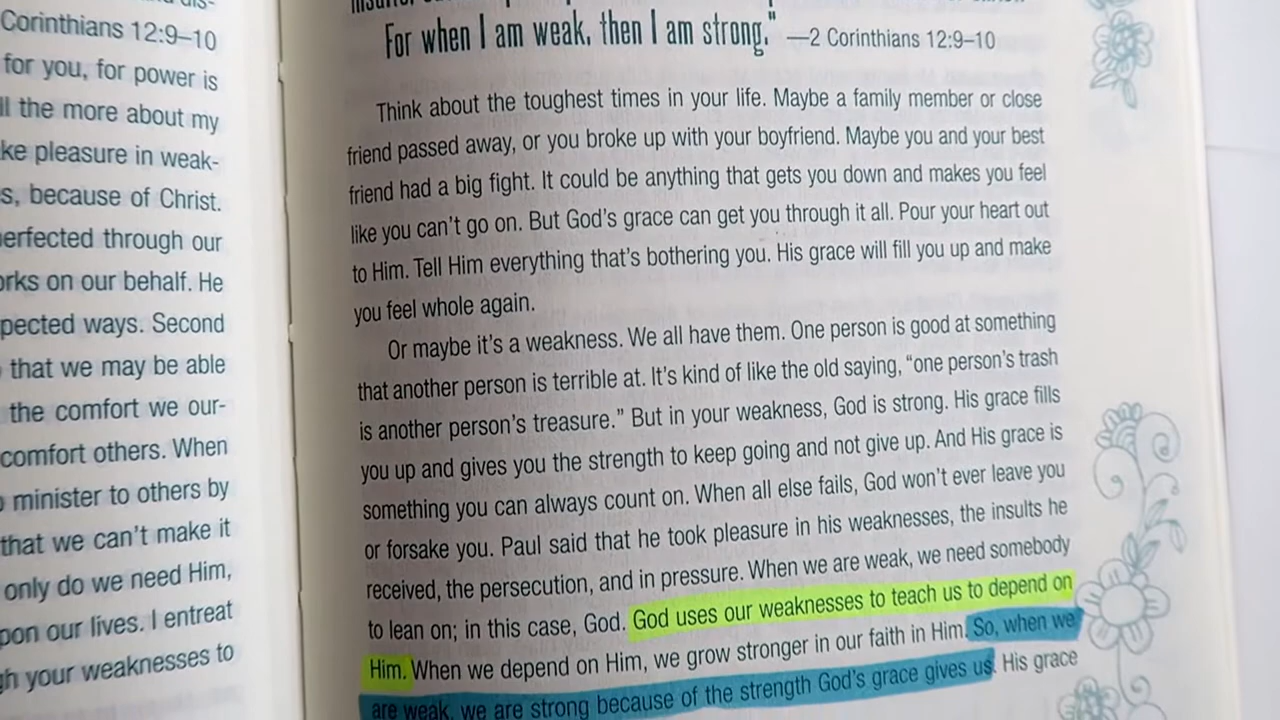 Corinthians 12:9–10
for you, for power is
the more about my
pleasure in weak-
because of Christ.
through our
on our behalf. He
ways. Second
that we may be able
the comfort we our-
comfort others. When
minister to others by
that we can't make it
only do we need Him,
our lives. I entreat
your weaknesses to
For when I am weak, then I am strong." —2 Corinthians 12:9–10
Think about the toughest times in your life. Maybe a family member or close
friend passed away, or you broke up with your boyfriend. Maybe you and your best
friend had a big fight. It could be anything that gets you down and makes you feel
like you can't go on. But God's grace can get you through it all. Pour your heart out
to Him. Tell Him everything that's bothering you. His grace will fill you up and make
you feel whole again.
Or maybe it's a weakness. We all have them. One person is good at something
that another person is terrible at. It's kind of like the old saying, "one person's trash
is another person's treasure." But in your weakness, God is strong. His grace fills
you up and gives you the strength to keep going and not give up. And His grace is
something you can always count on. When all else fails, God won't ever leave you
or forsake you. Paul said that he took pleasure in his weaknesses, the insults he
received, the persecution, and in pressure. When we are weak, we need somebody
to lean on; in this case, God. God uses our weaknesses to teach us to depend on
Him. When we depend on Him, we grow stronger in our faith in Him. So, when we
are weak, we are strong because of the strength God's grace gives us. His grace